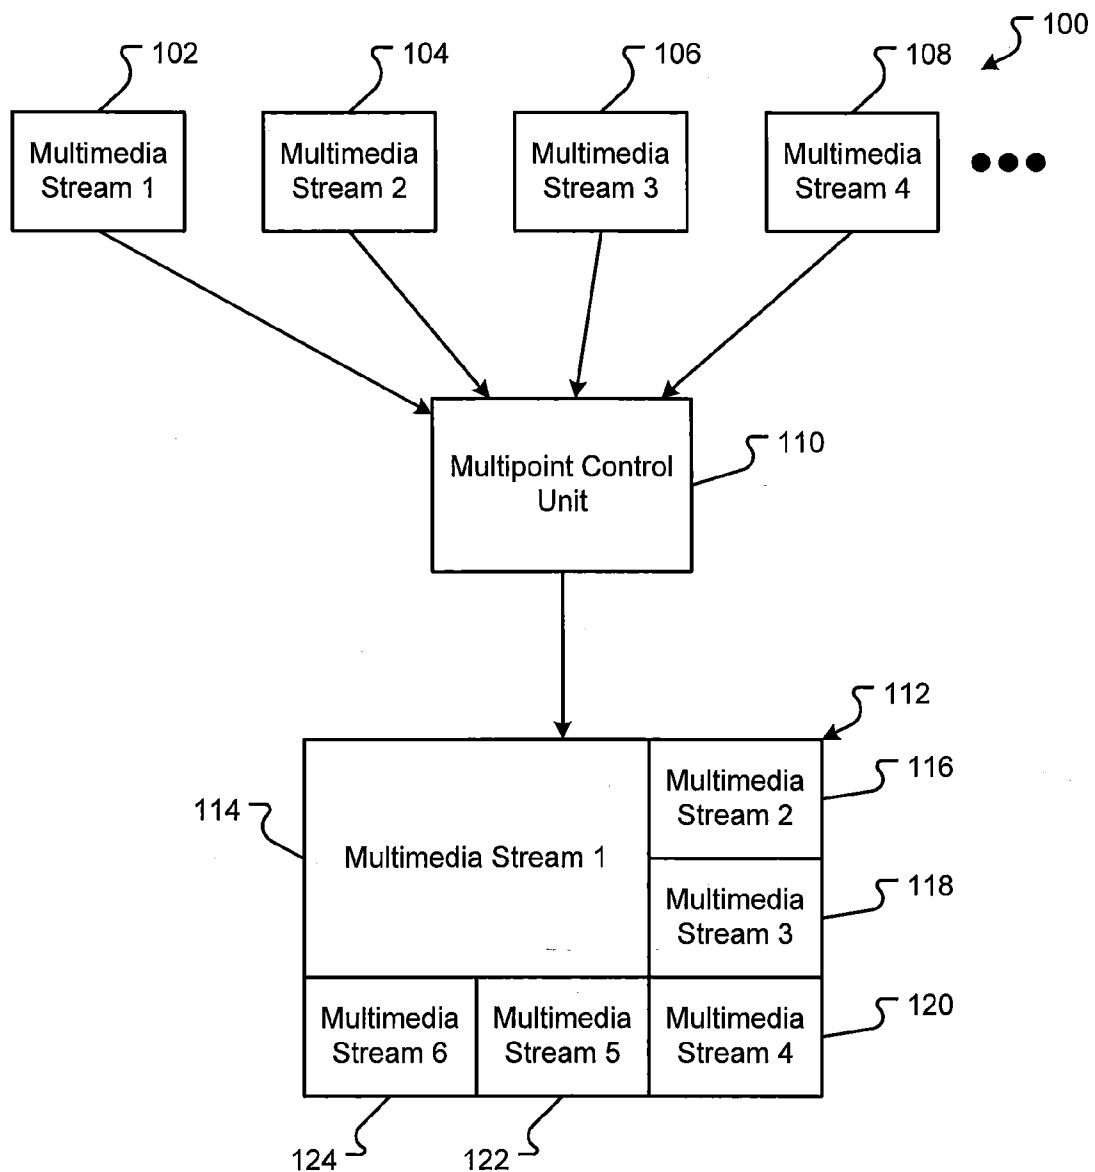 100
102
104
106
108
Multimedia
Stream 1
Multimedia
Stream 2
Multimedia
Stream 3
Multimedia
Stream 4
110
Multipoint Control
Unit
112
114
Multimedia Stream 1
Multimedia
Stream 2
116
Multimedia
Stream 3
118
Multimedia
Stream 6
Multimedia
Stream 5
Multimedia
Stream 4
120
124
122